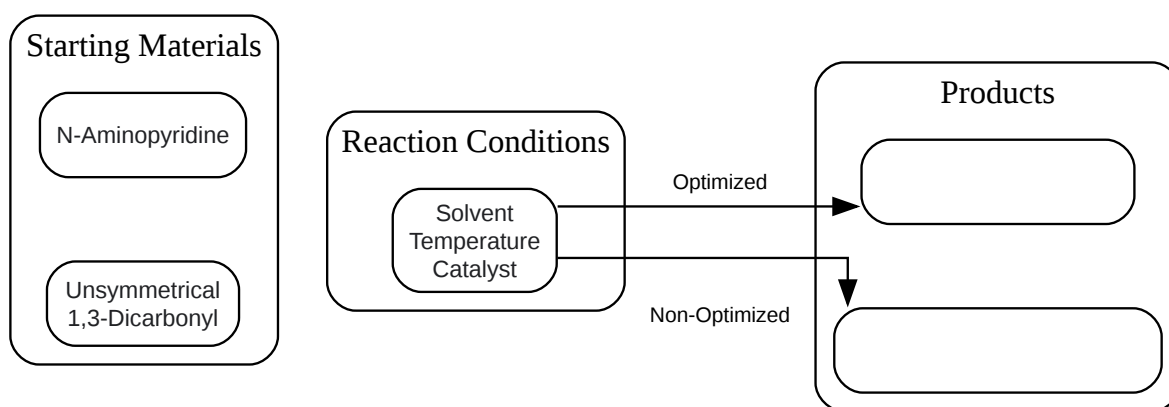 Starting Materials
N-Aminopyridine
Unsymmetrical
1,3-Dicarbonyl
Reaction Conditions
Solvent
Temperature
Catalyst
Optimized
Non-Optimized
Products